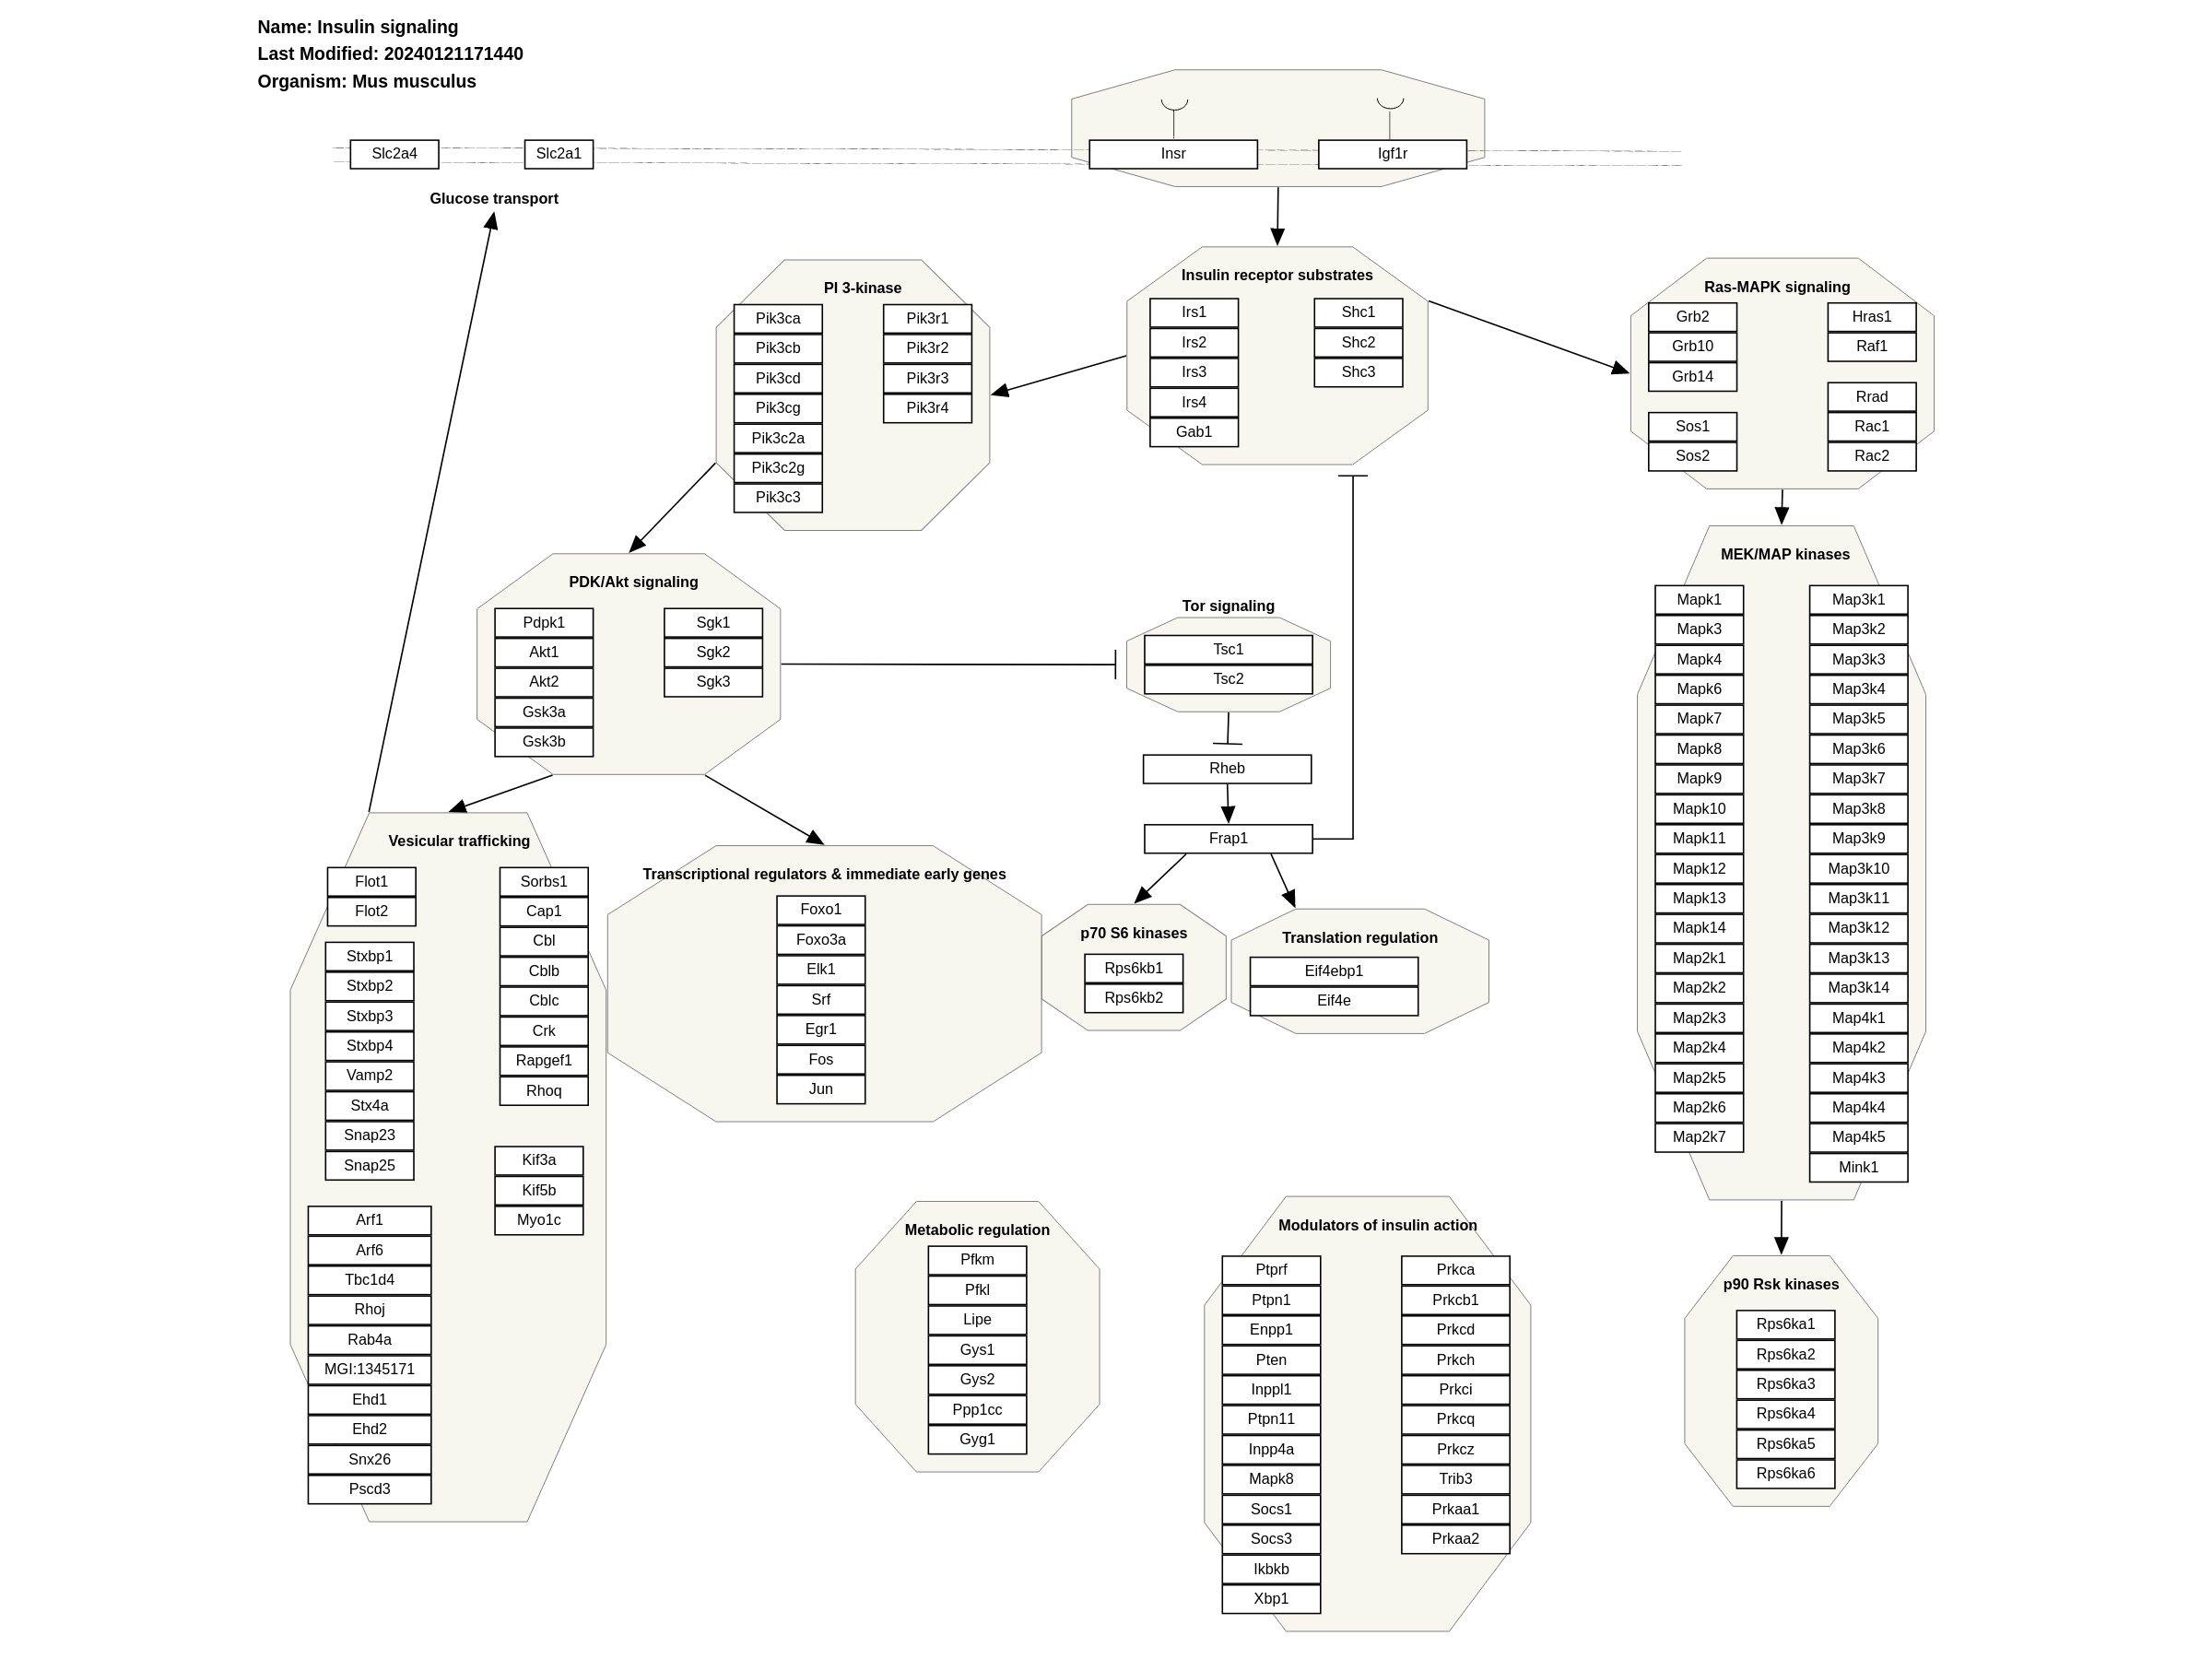 Name: Insulin signaling
Last Modified: 20240121171440
Organism: Mus musculus
Slc2a4
Slc2a1
Insr
Igf1r
Glucose transport
PI 3-kinase
Pik3ca
Pik3cb
Pik3cd
Pik3cg
Pik3c2a
Pik3c2g
Pik3c3
Pik3r1
Pik3r2
Pik3r3
Pik3r4
Insulin receptor substrates
Irs1
Irs2
Irs3
Irs4
Gab1
Shc1
Shc2
Shc3
Ras-MAPK signaling
Grb2
Grb10
Grb14
Sos1
Sos2
Hras1
Raf1
Rrad
Rac1
Rac2
PDK/Akt signaling
Pdpk1
Akt1
Akt2
Gsk3a
Gsk3b
Sgk1
Sgk2
Sgk3
Tor signaling
Tsc1
Tsc2
Rheb
Frap1
MEK/MAP kinases
Mapk1
Mapk3
Mapk4
Mapk6
Mapk7
Mapk8
Mapk9
Mapk10
Mapk11
Mapk12
Mapk13
Mapk14
Map2k1
Map2k2
Map2k3
Map2k4
Map2k5
Map2k6
Map2k7
Map3k1
Map3k2
Map3k3
Map3k4
Map3k5
Map3k6
Map3k7
Map3k8
Map3k9
Map3k10
Map3k11
Map3k12
Map3k13
Map3k14
Map4k1
Map4k2
Map4k3
Map4k4
Map4k5
Mink1
Vesicular trafficking
Flot1
Flot2
Stxbp1
Stxbp2
Stxbp3
Stxbp4
Vamp2
Stx4a
Snap23
Snap25
Arf1
Arf6
Tbc1d4
Rhoj
Rab4a
MGI:1345171
Ehd1
Ehd2
Snx26
Pscd3
Sorbs1
Cap1
Cbl
Cblb
Cblc
Crk
Rapgef1
Rhoq
Kif3a
Kif5b
Myo1c
Transcriptional regulators & immediate early genes
Foxo1
Foxo3a
Elk1
Srf
Egr1
Fos
Jun
p70 S6 kinases
Rps6kb1
Rps6kb2
Translation regulation
Eif4ebp1
Eif4e
Metabolic regulation
Pfkm
Pfkl
Lipe
Gys1
Gys2
Ppp1cc
Gyg1
Modulators of insulin action
Ptprf
Ptpn1
Enpp1
Pten
Inppl1
Ptpn11
Inpp4a
Mapk8
Socs1
Socs3
Ikbkb
Xbp1
Prkca
Prkcb1
Prkcd
Prkch
Prkci
Prkcq
Prkcz
Trib3
Prkaa1
Prkaa2
p90 Rsk kinases
Rps6ka1
Rps6ka2
Rps6ka3
Rps6ka4
Rps6ka5
Rps6ka6